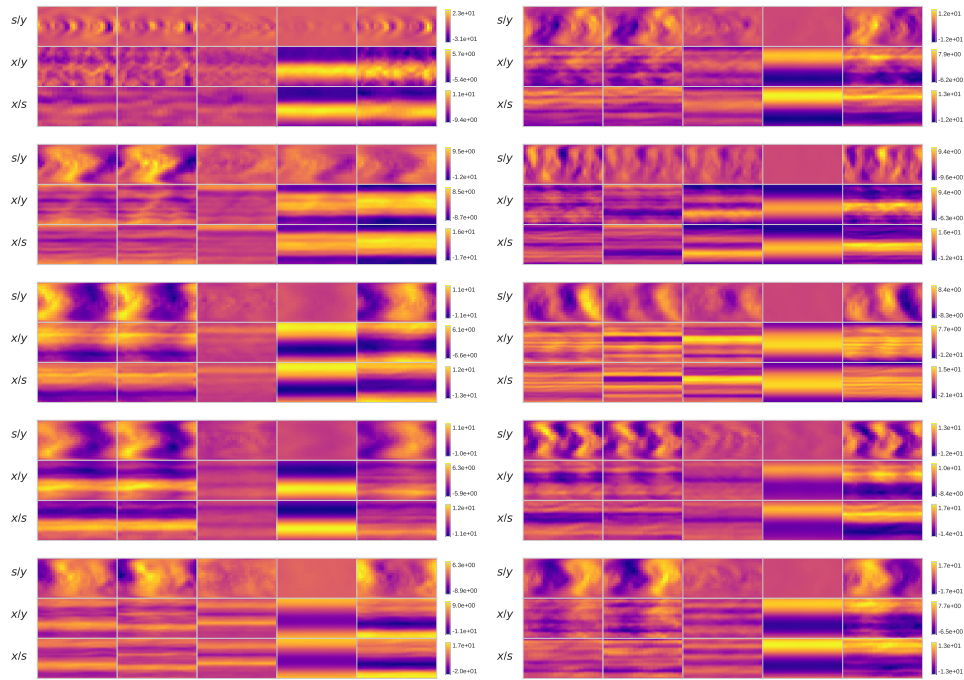 s/y 2.3e+01
-3.1e+01
x/y 5.7e+00
-5.4e+00
x/s 1.1e+01
-9.4e+00
s/y 1.2e+01
-1.2e+01
x/y 7.9e+00
-6.2e+00
x/s 1.3e+01
-1.2e+01
s/y 9.5e+00
-1.2e+01
x/y 8.5e+00
-8.7e+00
x/s 1.6e+01
-1.7e+01
s/y 9.4e+00
-9.6e+00
x/y 9.4e+00
-6.3e+00
x/s 1.6e+01
-1.2e+01
s/y 1.1e+01
-1.1e+01
x/y 6.1e+00
-6.6e+00
x/s 1.2e+01
-1.3e+01
s/y 8.4e+00
-8.3e+00
x/y 7.7e+00
-1.2e+01
x/s 1.5e+01
-2.1e+01
s/y 1.1e+01
-1.0e+01
x/y 6.3e+00
-5.9e+00
x/s 1.2e+01
-1.1e+01
s/y 1.3e+01
-1.2e+01
x/y 1.0e+01
-8.4e+00
x/s 1.7e+01
-1.4e+01
s/y 6.3e+00
-8.9e+00
x/y 9.0e+00
-1.1e+01
x/s 1.7e+01
-2.0e+01
s/y 1.7e+01
-1.7e+01
x/y 7.7e+00
-6.5e+00
x/s 1.3e+01
-1.3e+01